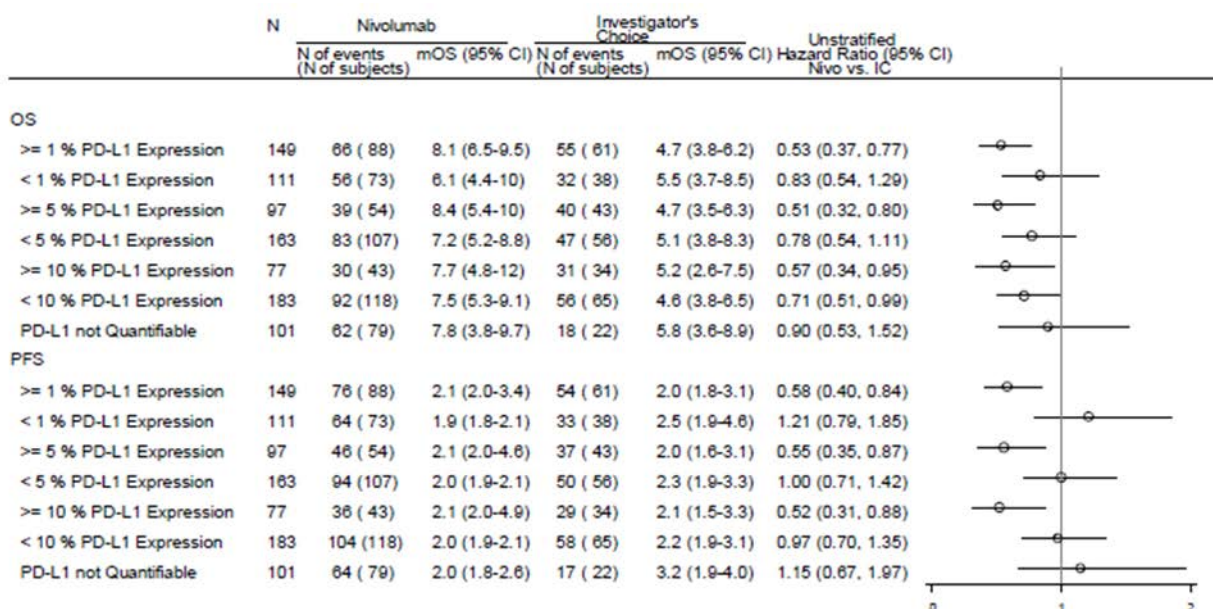 N Nivolumab Investigator's Choice Unstratified
N of events (N of subjects) mOS (95% CI) N of events (N of subjects) mOS (95% CI) Hazard Ratio (95% CI) Nivo vs. IC
OS
>= 1 % PD-L1 Expression 149 66 ( 88) 8.1 (6.5-9.5) 55 ( 61) 4.7 (3.8-6.2) 0.53 (0.37, 0.77)
< 1 % PD-L1 Expression 111 56 ( 73) 6.1 (4.4-10) 32 ( 38) 5.5 (3.7-8.5) 0.83 (0.54, 1.29)
>= 5 % PD-L1 Expression 97 39 ( 54) 8.4 (5.4-10) 40 ( 43) 4.7 (3.5-6.3) 0.51 (0.32, 0.80)
< 5 % PD-L1 Expression 163 83 (107) 7.2 (5.2-8.8) 47 ( 56) 5.1 (3.8-8.3) 0.78 (0.54, 1.11)
>= 10 % PD-L1 Expression 77 30 ( 43) 7.7 (4.8-12) 31 ( 34) 5.2 (2.6-7.5) 0.57 (0.34, 0.95)
< 10 % PD-L1 Expression 183 92 (118) 7.5 (5.3-9.1) 56 ( 65) 4.6 (3.8-6.5) 0.71 (0.51, 0.99)
PD-L1 not Quantifiable 101 62 ( 79) 7.8 (3.8-9.7) 18 ( 22) 5.8 (3.6-8.9) 0.90 (0.53, 1.52)
PFS
>= 1 % PD-L1 Expression 149 76 ( 88) 2.1 (2.0-3.4) 54 ( 61) 2.0 (1.8-3.1) 0.58 (0.40, 0.84)
< 1 % PD-L1 Expression 111 64 ( 73) 1.9 (1.8-2.1) 33 ( 38) 2.5 (1.9-4.6) 1.21 (0.79, 1.85)
>= 5 % PD-L1 Expression 97 46 ( 54) 2.1 (2.0-4.6) 37 ( 43) 2.0 (1.6-3.1) 0.55 (0.35, 0.87)
< 5 % PD-L1 Expression 163 94 (107) 2.0 (1.9-2.1) 50 ( 56) 2.3 (1.9-3.3) 1.00 (0.71, 1.42)
>= 10 % PD-L1 Expression 77 36 ( 43) 2.1 (2.0-4.9) 29 ( 34) 2.1 (1.5-3.3) 0.52 (0.31, 0.88)
< 10 % PD-L1 Expression 183 104 (118) 2.0 (1.9-2.1) 58 ( 65) 2.2 (1.9-3.1) 0.97 (0.70, 1.35)
PD-L1 not Quantifiable 101 64 ( 79) 2.0 (1.8-2.6) 17 ( 22) 3.2 (1.9-4.0) 1.15 (0.67, 1.97)
0 1 2